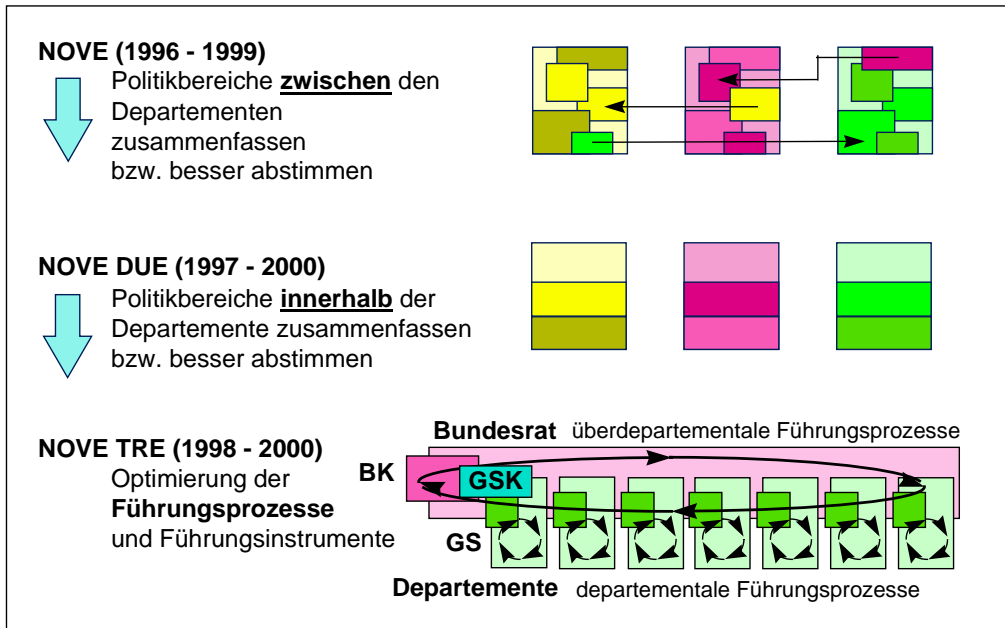 NOVE (1996 - 1999)
Politikbereiche zwischen den
Departementen
zusammenfassen
bzw. besser abstimmen
NOVE DUE (1997 - 2000)
Politikbereiche innerhalb der
Departemente zusammenfassen
bzw. besser abstimmen
NOVE TRE (1998 - 2000)
Optimierung der
Führungsprozesse
und Führungsinstrumente
Bundesrat überdepartementale Führungsprozesse
BK
GSK
GS
Departemente departementale Führungsprozesse